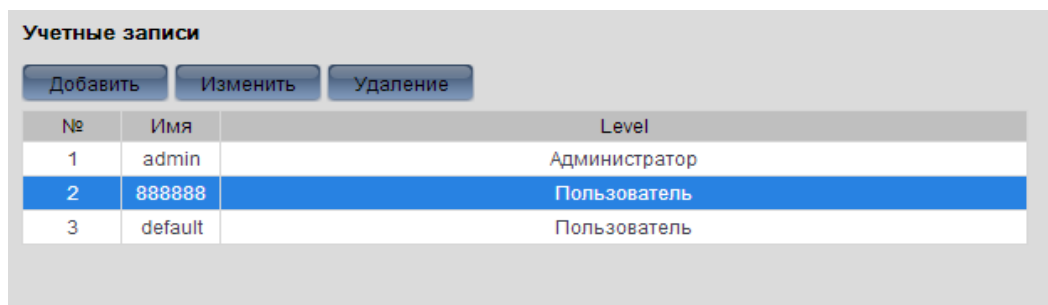 Учетные записи
Добавить Изменить Удаление
№ Имя Level
1 admin Администратор
2 888888 Пользователь
3 default Пользователь